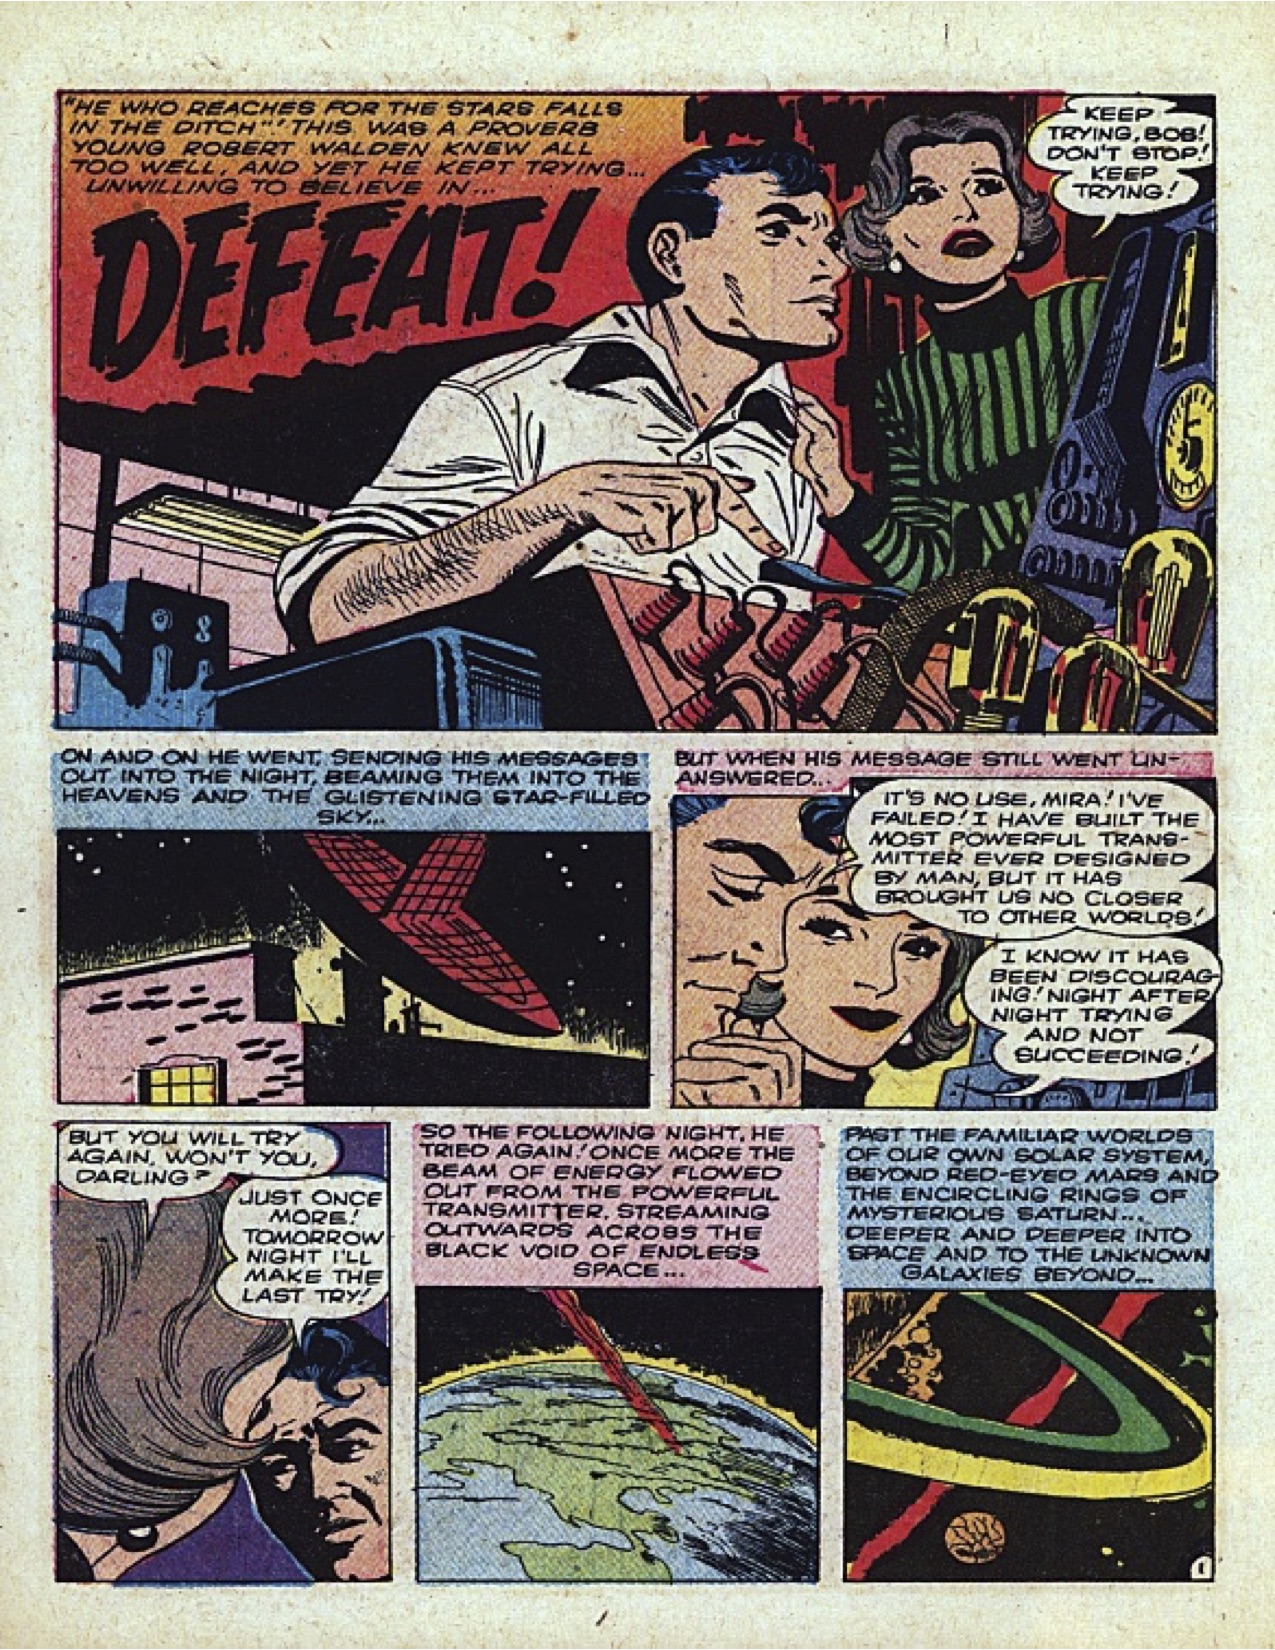 "HE WHO REACHES FOR THE STARS FALLS
IN THE DITCH"! THIS WAS A PROVERB
YOUNG ROBERT WALDEN KNEW ALL
TOO WELL, AND YET HE KEPT TRYING...
UNWILLING TO BELIEVE IN...
DEFEAT!
KEEP
TRYING, BOB!
DON'T STOP!
KEEP
TRYING!
ON AND ON HE WENT, SENDING HIS MESSAGES
OUT INTO THE NIGHT, BEAMING THEM INTO THE
HEAVENS AND THE GLISTENING STAR-FILLED
SKY...
BUT WHEN HIS MESSAGE STILL WENT UN-
ANSWERED...
IT'S NO USE, MIRA! I'VE
FAILED! I HAVE BUILT THE
MOST POWERFUL TRANS-
MITTER EVER DESIGNED
BY MAN, BUT IT HAS
BROUGHT US NO CLOSER
TO OTHER WORLDS!
I KNOW IT HAS
BEEN DISCOURAG-
ING! NIGHT AFTER
NIGHT TRYING
AND NOT
SUCCEEDING!
BUT YOU WILL TRY
AGAIN, WON'T YOU,
DARLING?
JUST ONCE
MORE!
TOMORROW
NIGHT I'LL
MAKE THE
LAST TRY!
SO THE FOLLOWING NIGHT, HE
TRIED AGAIN! ONCE MORE THE
BEAM OF ENERGY FLOWED
OUT FROM THE POWERFUL
TRANSMITTER, STREAMING
OUTWARDS ACROSS THE
BLACK VOID OF ENDLESS
SPACE...
PAST THE FAMILIAR WORLDS
OF OUR OWN SOLAR SYSTEM,
BEYOND RED-EYED MARS AND
THE ENCIRCLING RINGS OF
MYSTERIOUS SATURN...
DEEPER AND DEEPER INTO
SPACE AND TO THE UNKNOWN
GALAXIES BEYOND...
1